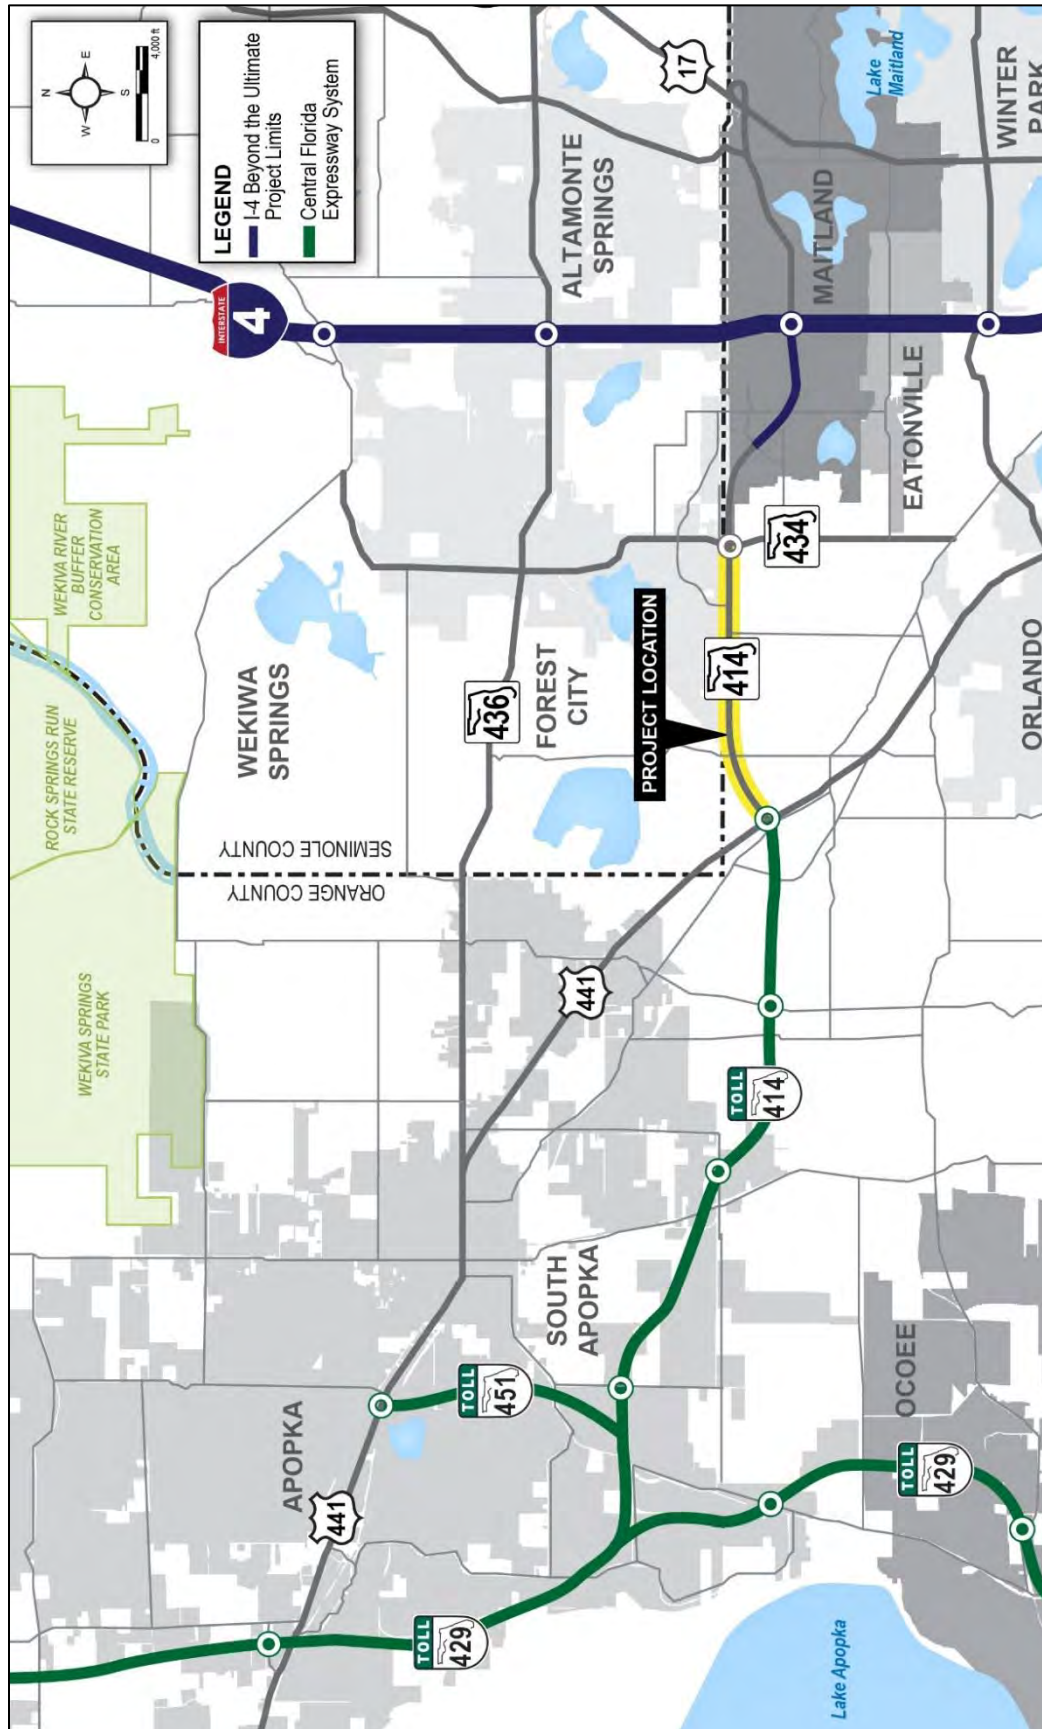 N
W
E
S
0
4,000 ft
LEGEND
I-4 Beyond the Ultimate
Project Limits
Central Florida
Expressway System
INTERSTATE
4
WEKIVA RIVER
BUFFER
CONSERVATION
AREA
ROCK SPRINGS RUN
STATE RESERVE
WEKIVA SPRINGS
STATE PARK
WEKIWA
SPRINGS
SEMINOLE COUNTY
ORANGE COUNTY
APOPKA
441
TOLL
429
TOLL
451
SOUTH
APOPKA
441
436
FOREST
CITY
ALTAMONTE
SPRINGS
17
PROJECT LOCATION
TOLL
414
414
434
MAITLAND
Lake
Maitland
WINTER
PARK
EATONVILLE
ORLANDO
OCOEE
TOLL
429
Lake Apopka